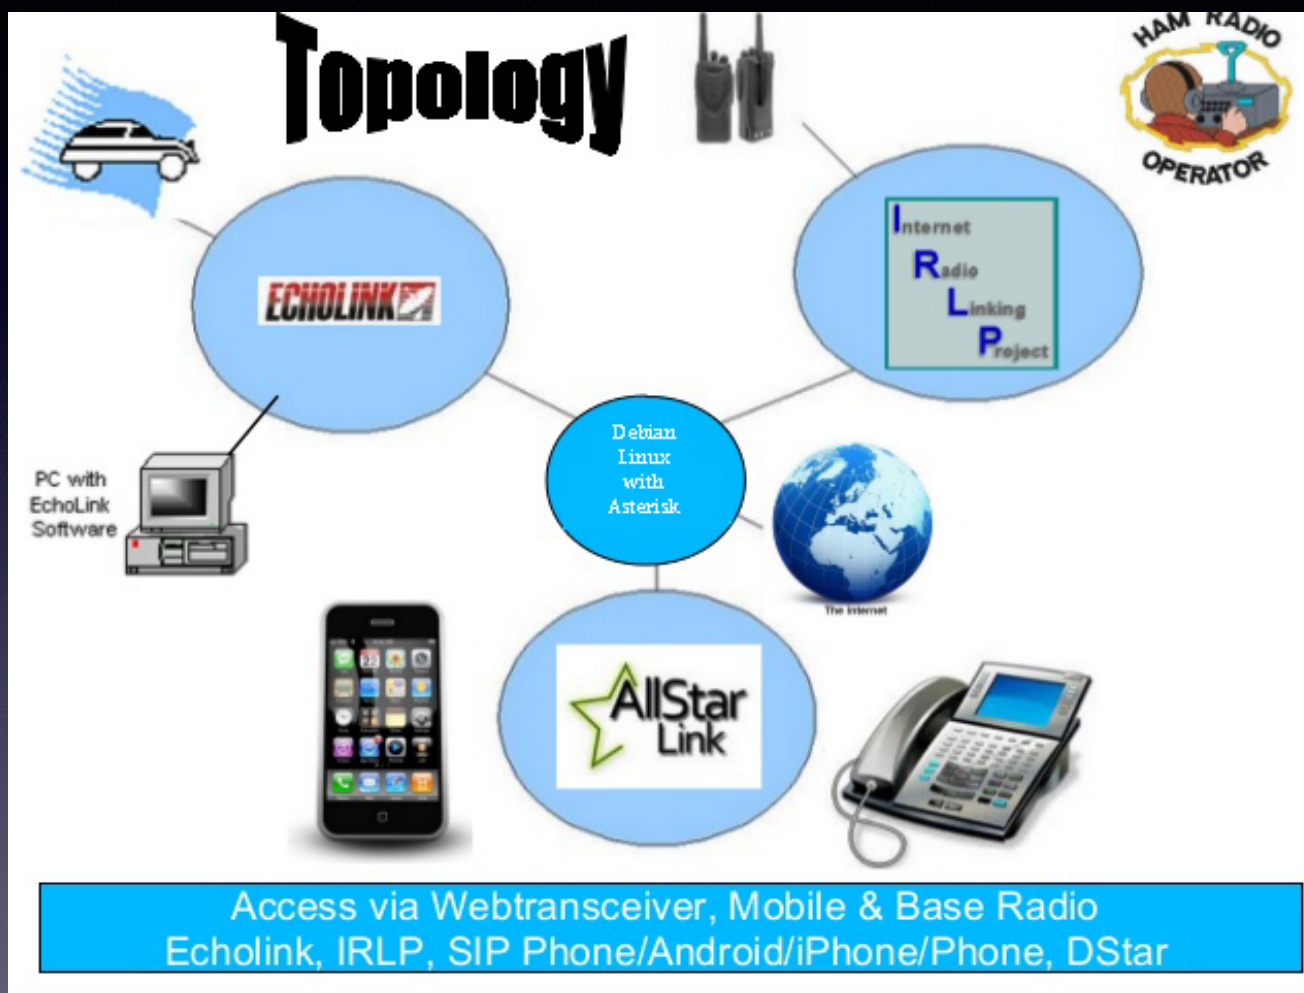 Topology
HAM RADIO
OPERATOR
ECHOLINK
Internet
Radio
Linking
Project
Debian
Linux
with
Asterisk
PC with
EchoLink
Software
The Internet
AllStar
Link
Access via Webtransceiver, Mobile & Base Radio
Echolink, IRLP, SIP Phone/Android/iPhone/Phone, DStar